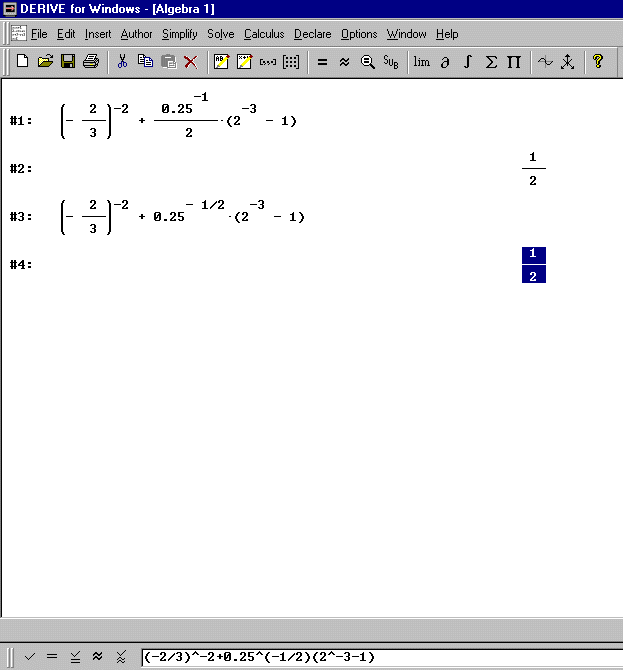 DERIVE for Windows - [Algebra 1]
File Edit Insert Author Simplify Solve Calculus Declare Options Window Help
= ≈ SUB lim ∂ ∫ Σ Π ?
#1: (- 2/3)^-2 + 0.25^-1/2 ·(2^-3 - 1)
#2: 1/2
#3: (- 2/3)^-2 + 0.25^- 1/2 ·(2^-3 - 1)
#4: 1/2
(-2/3)^-2+0.25^(-1/2)(2^-3-1)